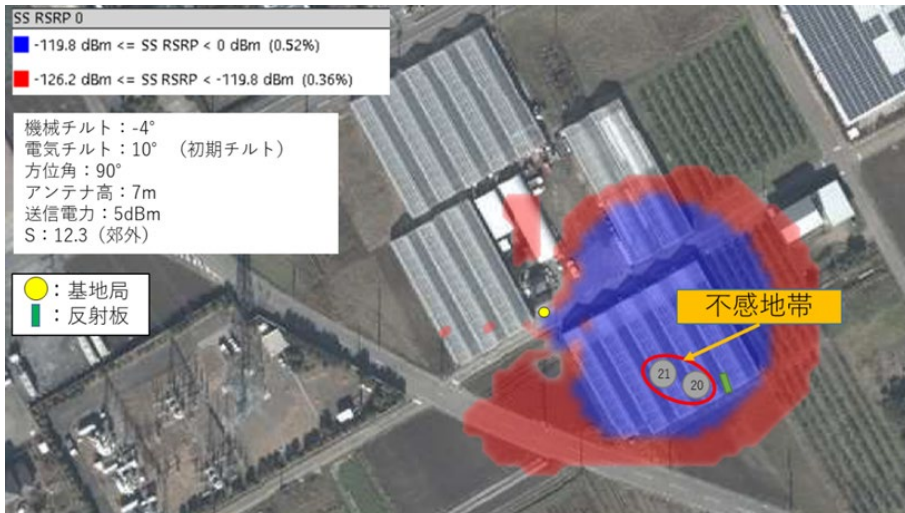 SS RSRP 0
-119.8 dBm <= SS RSRP < 0 dBm (0.52%)
-126.2 dBm <= SS RSRP < -119.8 dBm (0.36%)
機械チルト：-4°
電気チルト：10° （初期チルト）
方位角：90°
アンテナ高：7m
送信電力：5dBm
S：12.3（郊外）
：基地局
：反射板
不感地帯
21
20